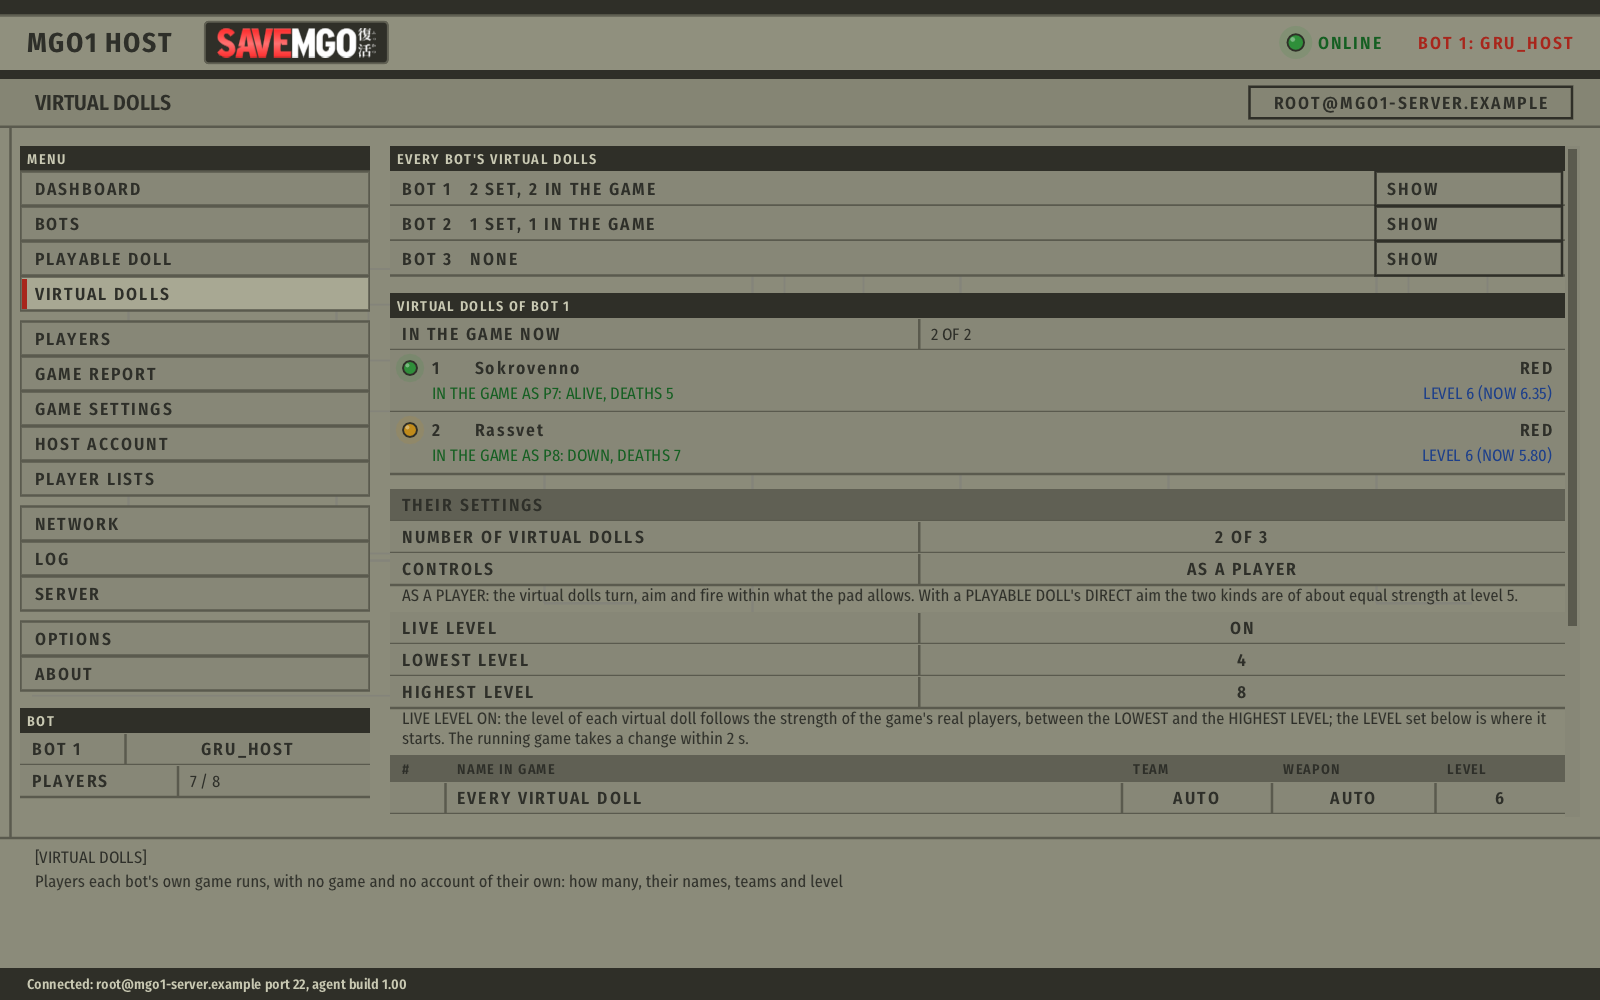 MGO1 HOST
SAVEMGO 復活
ONLINE
BOT 1: GRU_HOST
VIRTUAL DOLLS
ROOT@MGO1-SERVER.EXAMPLE
MENU
DASHBOARD
BOTS
PLAYABLE DOLL
VIRTUAL DOLLS
PLAYERS
GAME REPORT
GAME SETTINGS
HOST ACCOUNT
PLAYER LISTS
NETWORK
LOG
SERVER
OPTIONS
ABOUT
BOT
BOT 1 GRU_HOST
PLAYERS 7 / 8
EVERY BOT'S VIRTUAL DOLLS
BOT 1 2 SET, 2 IN THE GAME SHOW
BOT 2 1 SET, 1 IN THE GAME SHOW
BOT 3 NONE SHOW
VIRTUAL DOLLS OF BOT 1
IN THE GAME NOW 2 OF 2
1 Sokrovenno RED
IN THE GAME AS P7: ALIVE, DEATHS 5 LEVEL 6 (NOW 6.35)
2 Rassvet RED
IN THE GAME AS P8: DOWN, DEATHS 7 LEVEL 6 (NOW 5.80)
THEIR SETTINGS
NUMBER OF VIRTUAL DOLLS 2 OF 3
CONTROLS AS A PLAYER
AS A PLAYER: the virtual dolls turn, aim and fire within what the pad allows. With a PLAYABLE DOLL's DIRECT aim the two kinds are of about equal strength at level 5.
LIVE LEVEL ON
LOWEST LEVEL 4
HIGHEST LEVEL 8
LIVE LEVEL ON: the level of each virtual doll follows the strength of the game's real players, between the LOWEST and the HIGHEST LEVEL; the LEVEL set below is where it
starts. The running game takes a change within 2 s.
# NAME IN GAME TEAM WEAPON LEVEL
EVERY VIRTUAL DOLL AUTO AUTO 6
[VIRTUAL DOLLS]
Players each bot's own game runs, with no game and no account of their own: how many, their names, teams and level
Connected: root@mgo1-server.example port 22, agent build 1.00